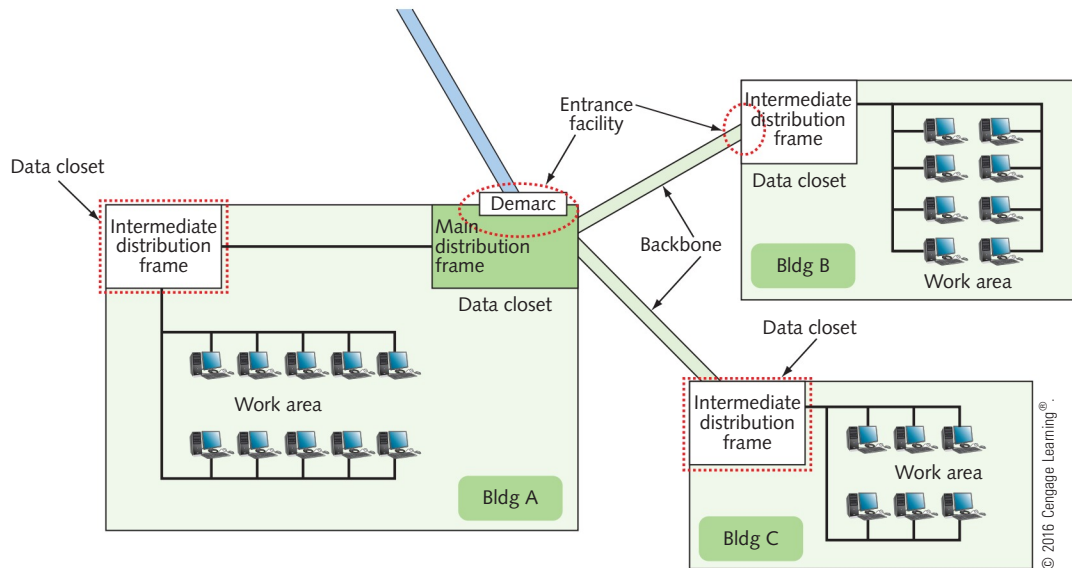 Entrance
facility
Data closet
Demarc
Intermediate
distribution
frame
Main
distribution
frame
Data closet
Work area
Bldg A
Backbone
Intermediate
distribution
frame
Data closet
Bldg B
Work area
Data closet
Intermediate
distribution
frame
Work area
Bldg C
© 2016 Cengage Learning®.